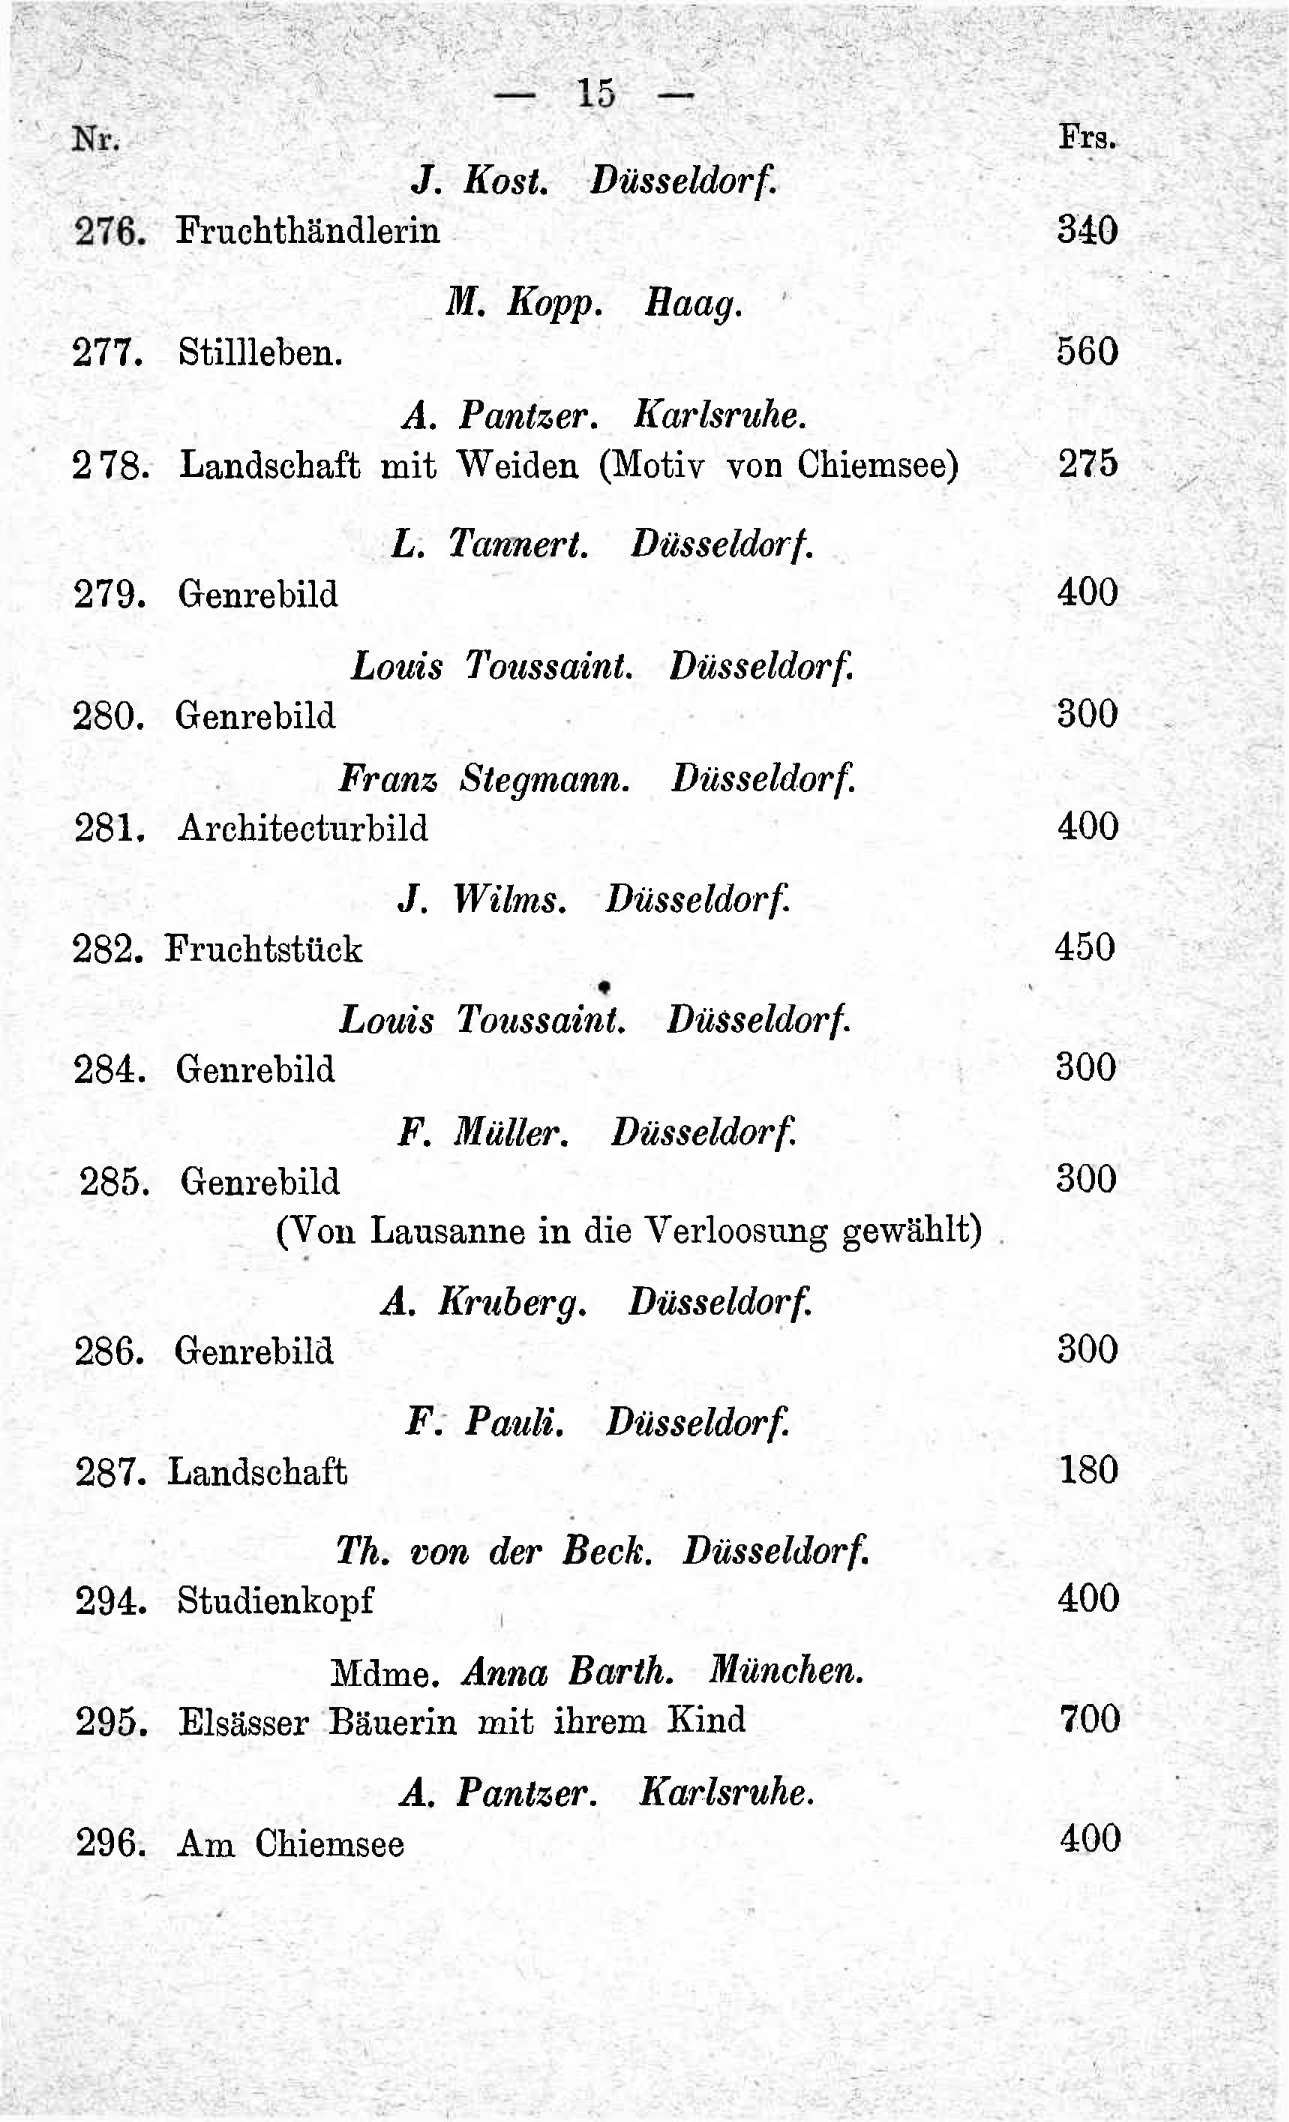 — 15 —
Nr. Frs.
J. Kost. Düsseldorf.
276. Fruchthändlerin 340
M. Kopp. Haag.
277. Stillleben. 560
A. Pantzer. Karlsruhe.
278. Landschaft mit Weiden (Motiv von Chiemsee) 275
L. Tannert. Düsseldorf.
279. Genrebild 400
Louis Toussaint. Düsseldorf.
280. Genrebild 300
Franz Stegmann. Düsseldorf.
281. Architecturbild 400
J. Wilms. Düsseldorf.
282. Fruchtstück 450
Louis Toussaint. Düsseldorf.
284. Genrebild 300
F. Müller. Düsseldorf.
285. Genrebild 300
(Von Lausanne in die Verloosung gewählt)
A. Kruberg. Düsseldorf.
286. Genrebild 300
F. Pauli. Düsseldorf.
287. Landschaft 180
Th. von der Beck. Düsseldorf.
294. Studienkopf 400
Mdme. Anna Barth. München.
295. Elsässer Bäuerin mit ihrem Kind 700
A. Pantzer. Karlsruhe.
296. Am Chiemsee 400